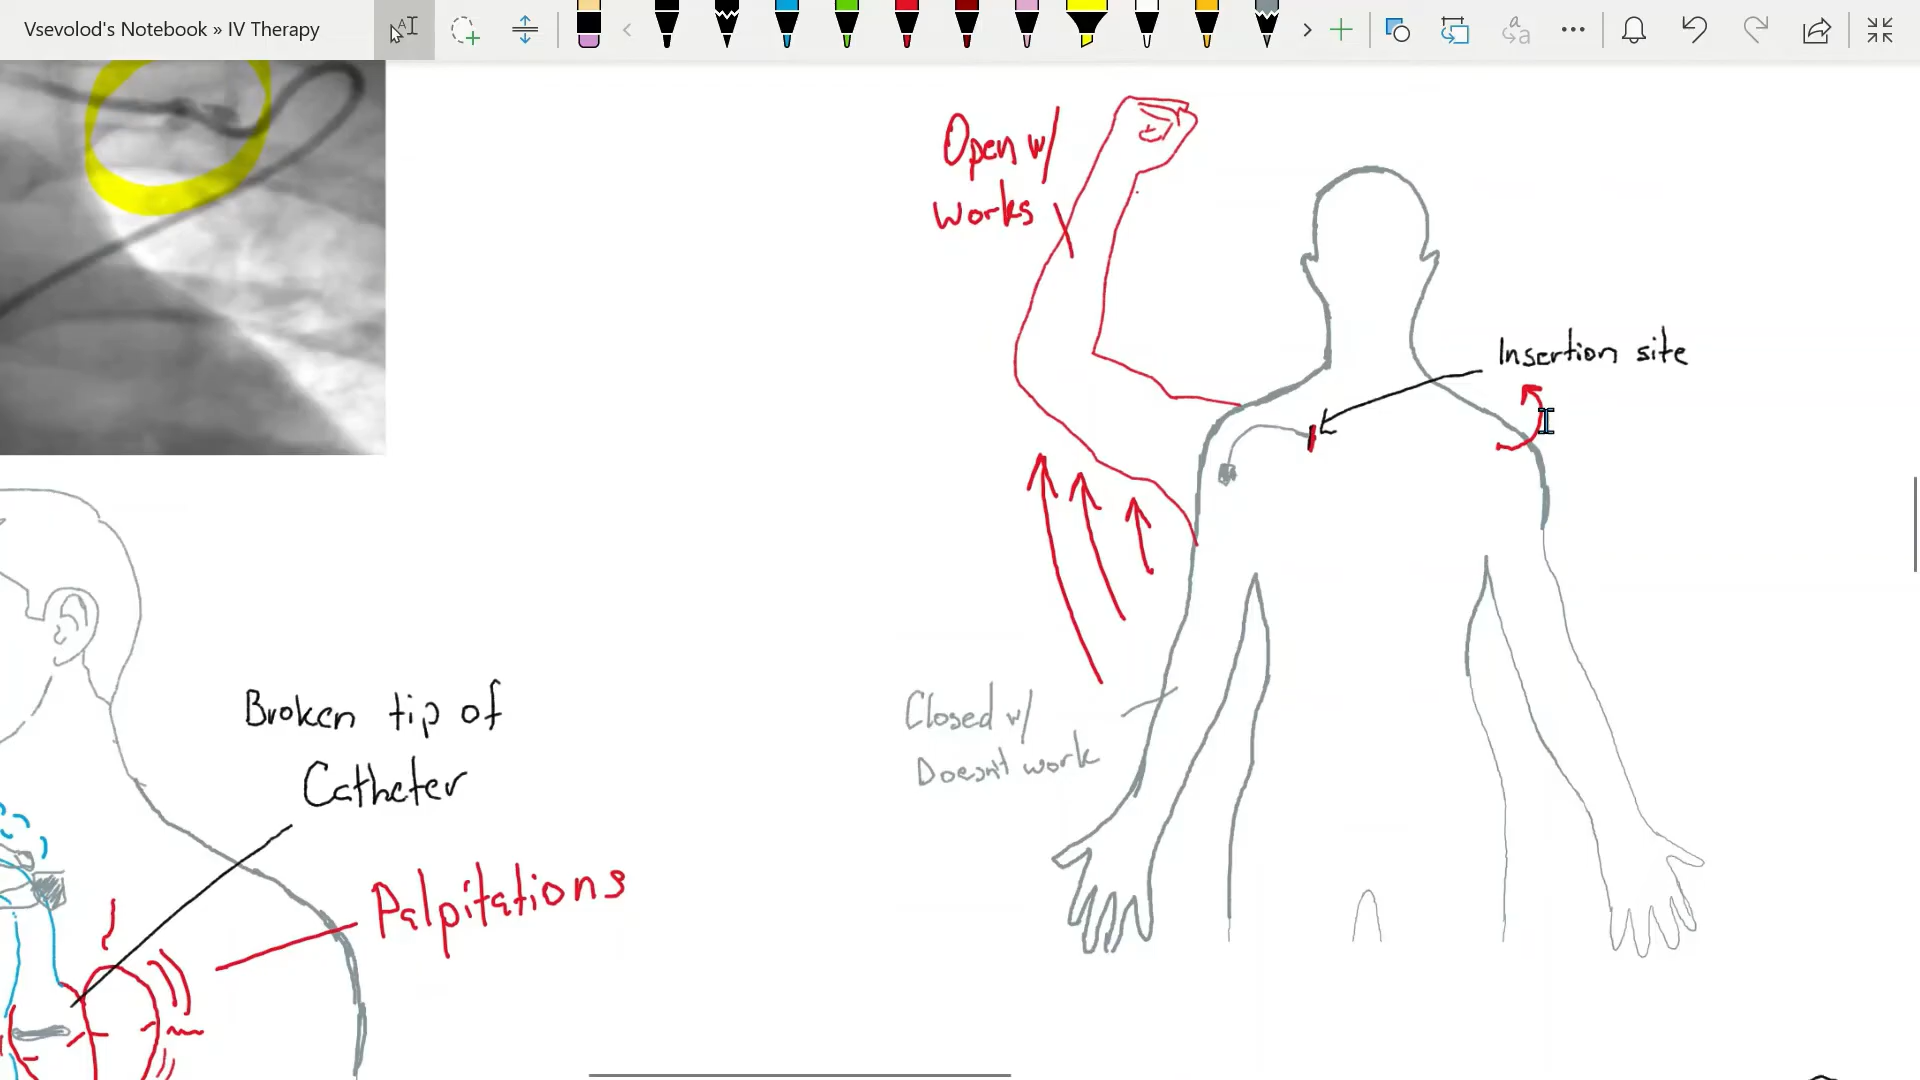 Vsevolod's Notebook » IV Therapy
Open w/
Works
Insertion site
Closed w/
Doesn't work
Broken tip of
Catheter
Palpitations